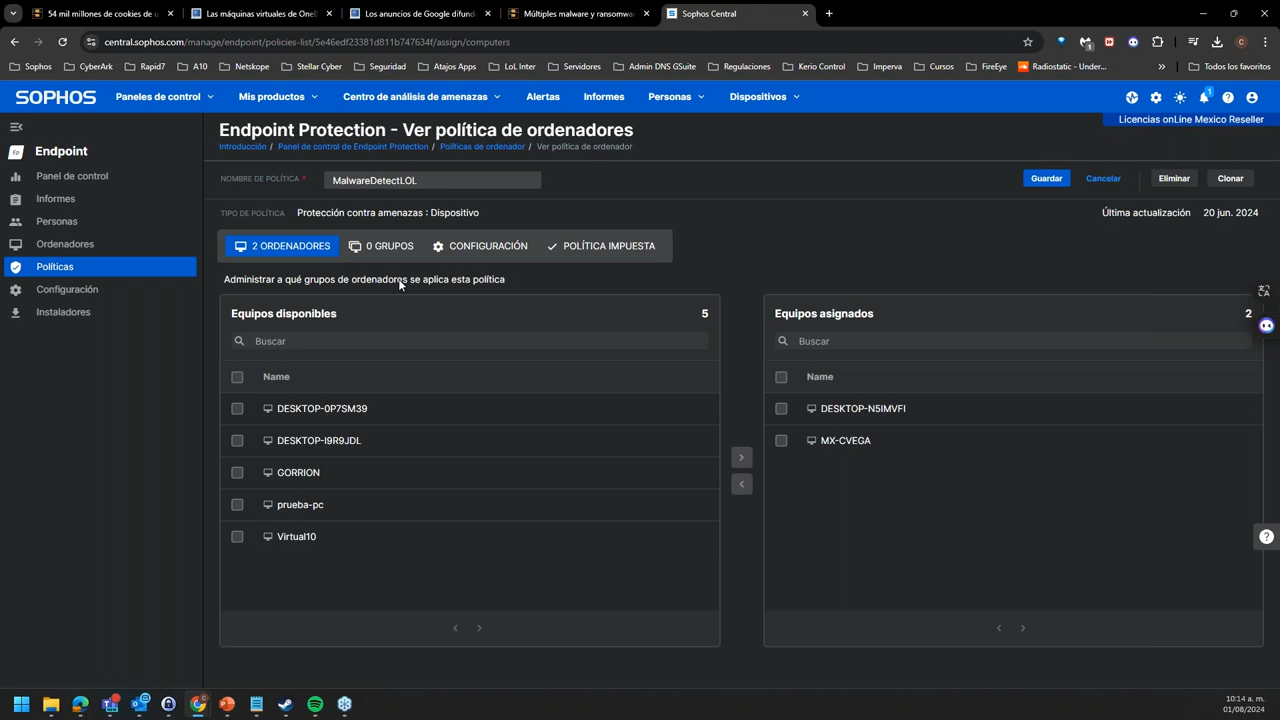 54 mil millones de cookies de u
Las máquinas virtuales de OneB
Los anuncios de Google difund
Múltiples malware y ransomwa
Sophos Central
central.sophos.com/manage/endpoint/policies-list/5e46edf23381d811b747634f/assign/computers
Sophos
CyberArk
Rapid7
A10
Netskope
Stellar Cyber
Seguridad
Atajos Apps
LoL Inter
Servidores
Admin DNS GSuite
Regulaciones
Kerio Control
Imperva
Cursos
FireEye
Radiostatic - Under...
Todos los favoritos
SOPHOS
Paneles de control
Mis productos
Centro de análisis de amenazas
Alertas
Informes
Personas
Dispositivos
1
Licencias onLine Mexico Reseller
Endpoint
Panel de control
Informes
Personas
Ordenadores
Políticas
Configuración
Instaladores
Endpoint Protection - Ver política de ordenadores
Introducción / Panel de control de Endpoint Protection / Políticas de ordenador / Ver política de ordenador
NOMBRE DE POLÍTICA * MalwareDetectLOL
Guardar
Cancelar
Eliminar
Clonar
TIPO DE POLÍTICA Protección contra amenazas : Dispositivo
Última actualización 20 jun. 2024
2 ORDENADORES
0 GRUPOS
CONFIGURACIÓN
POLÍTICA IMPUESTA
Administrar a qué grupos de ordenadores se aplica esta política
Equipos disponibles 5
Buscar
Name
DESKTOP-0P7SM39
DESKTOP-I9R9JDL
GORRION
prueba-pc
Virtual10
Equipos asignados 2
Buscar
Name
DESKTOP-N5IMVFI
MX-CVEGA
10:14 a. m.
01/08/2024